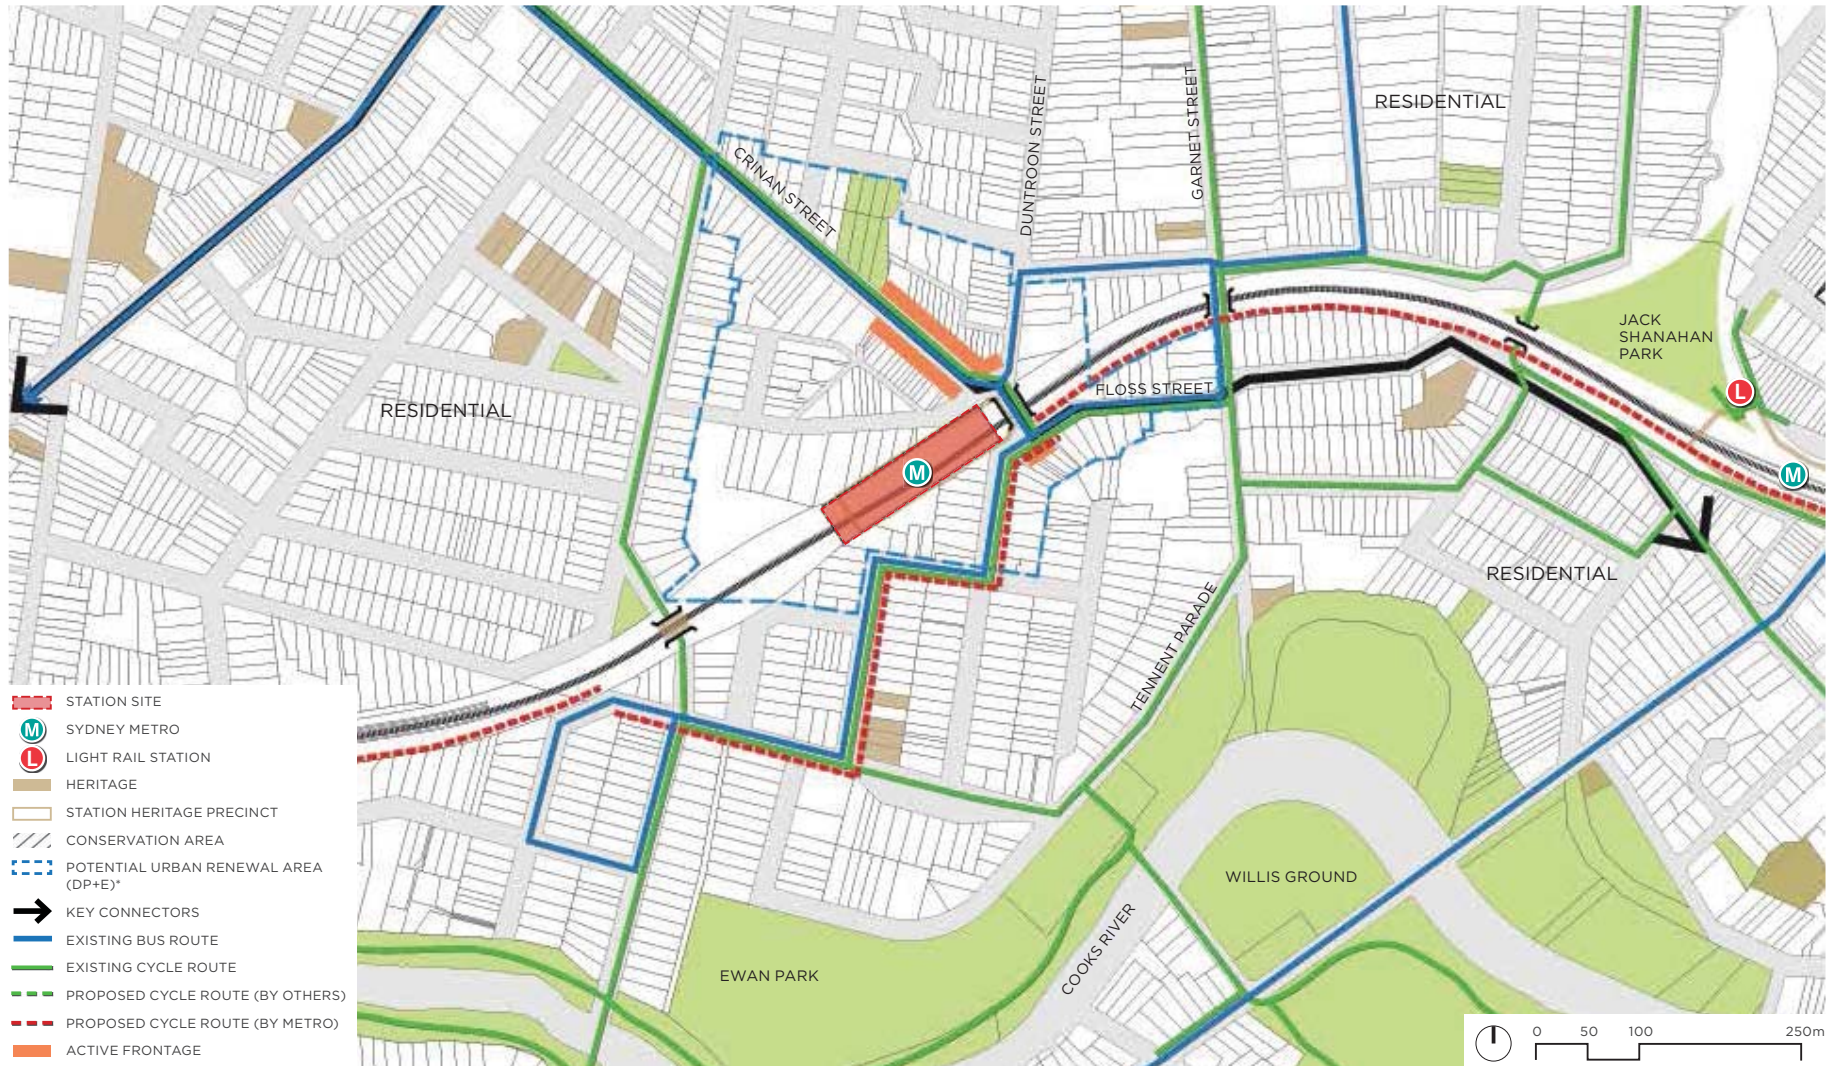 RESIDENTIAL
DUNTROON STREET
GARNET STREET
CRINAN STREET
JACK
SHANAHAN
PARK
FLOSS STREET
L
RESIDENTIAL
M
M
RESIDENTIAL
TENNENT PARADE
WILLIS GROUND
COOKS RIVER
EWAN PARK
STATION SITE
M SYDNEY METRO
L LIGHT RAIL STATION
HERITAGE
STATION HERITAGE PRECINCT
CONSERVATION AREA
POTENTIAL URBAN RENEWAL AREA
(DP+E)*
KEY CONNECTORS
EXISTING BUS ROUTE
EXISTING CYCLE ROUTE
PROPOSED CYCLE ROUTE (BY OTHERS)
PROPOSED CYCLE ROUTE (BY METRO)
ACTIVE FRONTAGE
0 50 100 250m